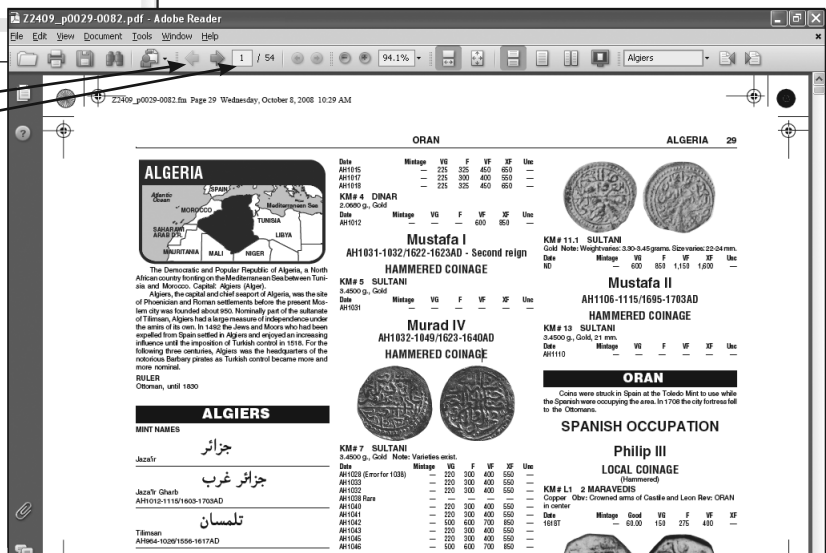 Z2409_p0029-0082.pdf - Adobe Reader
File Edit View Document Tools Window Help
1 / 54 94.1% Algiers
Z2409_p0029-0082.fm Page 29 Wednesday, October 8, 2008 10:29 AM
ORAN
ALGERIA 29
ALGERIA
SPAIN
Atlantic
Ocean
Mediterranean Sea
MOROCCO
TUNISIA
SAHARAWI
ARAB D.R.
LIBYA
MAURITANIA
MALI
NIGER
The Democratic and Popular Republic of Algeria, a North
African country fronting on the Mediterranean Sea between Tuni-
sia and Morocco. Capital: Algiers (Alger).
Algiers, the capital and chief seaport of Algeria, was the site
of Phoenician and Roman settlements before the present Mos-
lem city was founded about 950. Nominally part of the sultanate
of Tilimsan, Algiers had a large measure of independence under
the amirs of its own. In 1492 the Jews and Moors who had been
expelled from Spain settled in Algiers and enjoyed an increasing
influence until the imposition of Turkish control in 1518. For the
following three centuries, Algiers was the headquarters of the
notorious Barbary pirates as Turkish control became more and
more nominal.
RULER
Ottoman, until 1830
ALGIERS
MINT NAMES
جزائر
Jaza'ir
جزائر غرب
Jaza'ir Gharb
AH1012-1115/1603-1703AD
تلمسان
Tilimsan
AH964-1026/1556-1617AD
Date Mintage VG F VF XF Unc
AH1015 — 225 325 450 650 —
AH1017 — 225 300 400 550 —
AH1018 — 225 325 450 650 —
KM# 4 DINAR
2.0680 g., Gold
Date Mintage VG F VF XF Unc
AH1012 — — — 600 850 —
Mustafa I
AH1031-1032/1622-1623AD - Second reign
HAMMERED COINAGE
KM# 5 SULTANI
3.4500 g., Gold
Date Mintage VG F VF XF Unc
AH1031 — — — — — —
Murad IV
AH1032-1049/1623-1640AD
HAMMERED COINAGE
KM# 7 SULTANI
3.4500 g., Gold Note: Varieties exist.
Date Mintage VG F VF XF Unc
AH1028 (Error for 1038) — 220 300 400 550 —
AH1033 — 220 300 400 550 —
AH1032 — 220 300 400 550 —
AH1038 Rare — — — — — —
AH1040 — 220 300 400 550 —
AH1041 — 220 300 400 550 —
AH1042 — 500 600 700 850 —
AH1043 — 220 300 400 550 —
AH1045 — 220 300 400 550 —
AH1046 — 500 600 700 850 —
KM# 11.1 SULTANI
Gold Note: Weight varies: 3.30-3.45 grams. Size varies: 22-24 mm.
Date Mintage VG F VF XF Unc
ND — 600 850 1,150 1,600 —
Mustafa II
AH1106-1115/1695-1703AD
HAMMERED COINAGE
KM# 13 SULTANI
3.4500 g., Gold, 21 mm.
Date Mintage VG F VF XF Unc
AH1110 — — — — — —
ORAN
Coins were struck in Spain at the Toledo Mint to use while
the Spanish were occupying the area. In 1708 the city fortress fell
to the Ottomans.
SPANISH OCCUPATION
Philip III
LOCAL COINAGE
(Hammered)
KM# L1 2 MARAVEDIS
Copper Obv: Crowned arms of Castle and Leon Rev: ORAN
in center
Date Mintage Good VG F VF XF
1618T — 60.00 150 275 400 —